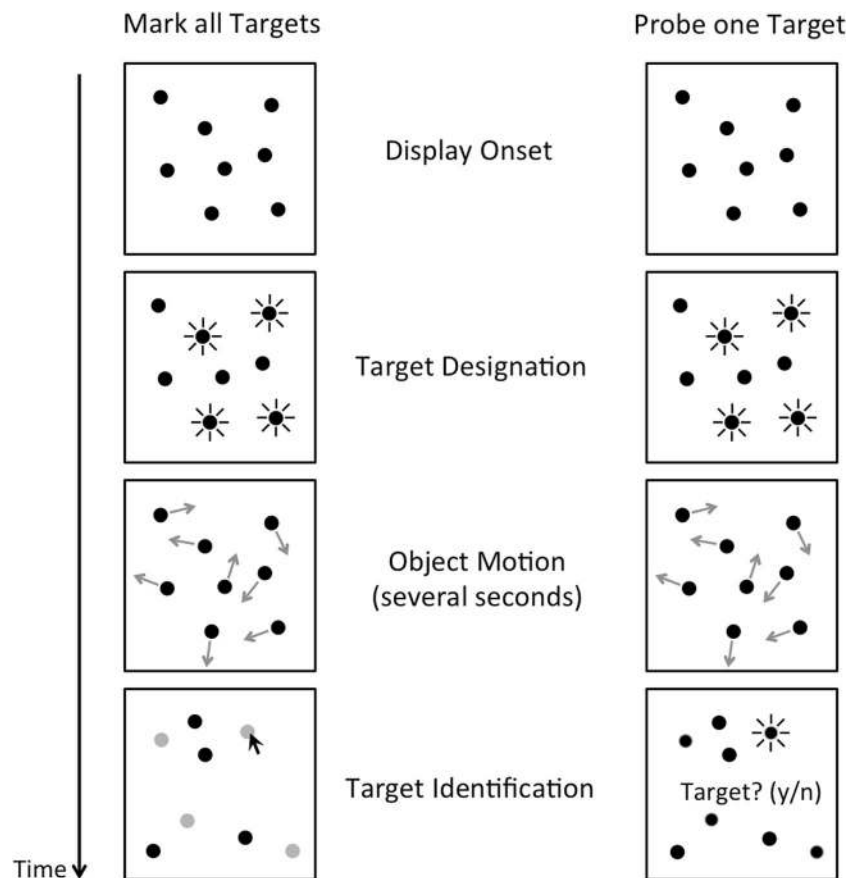 Mark all Targets
Probe one Target
Display Onset
Target Designation
Object Motion
(several seconds)
Target Identification
Target? (y/n)
Time